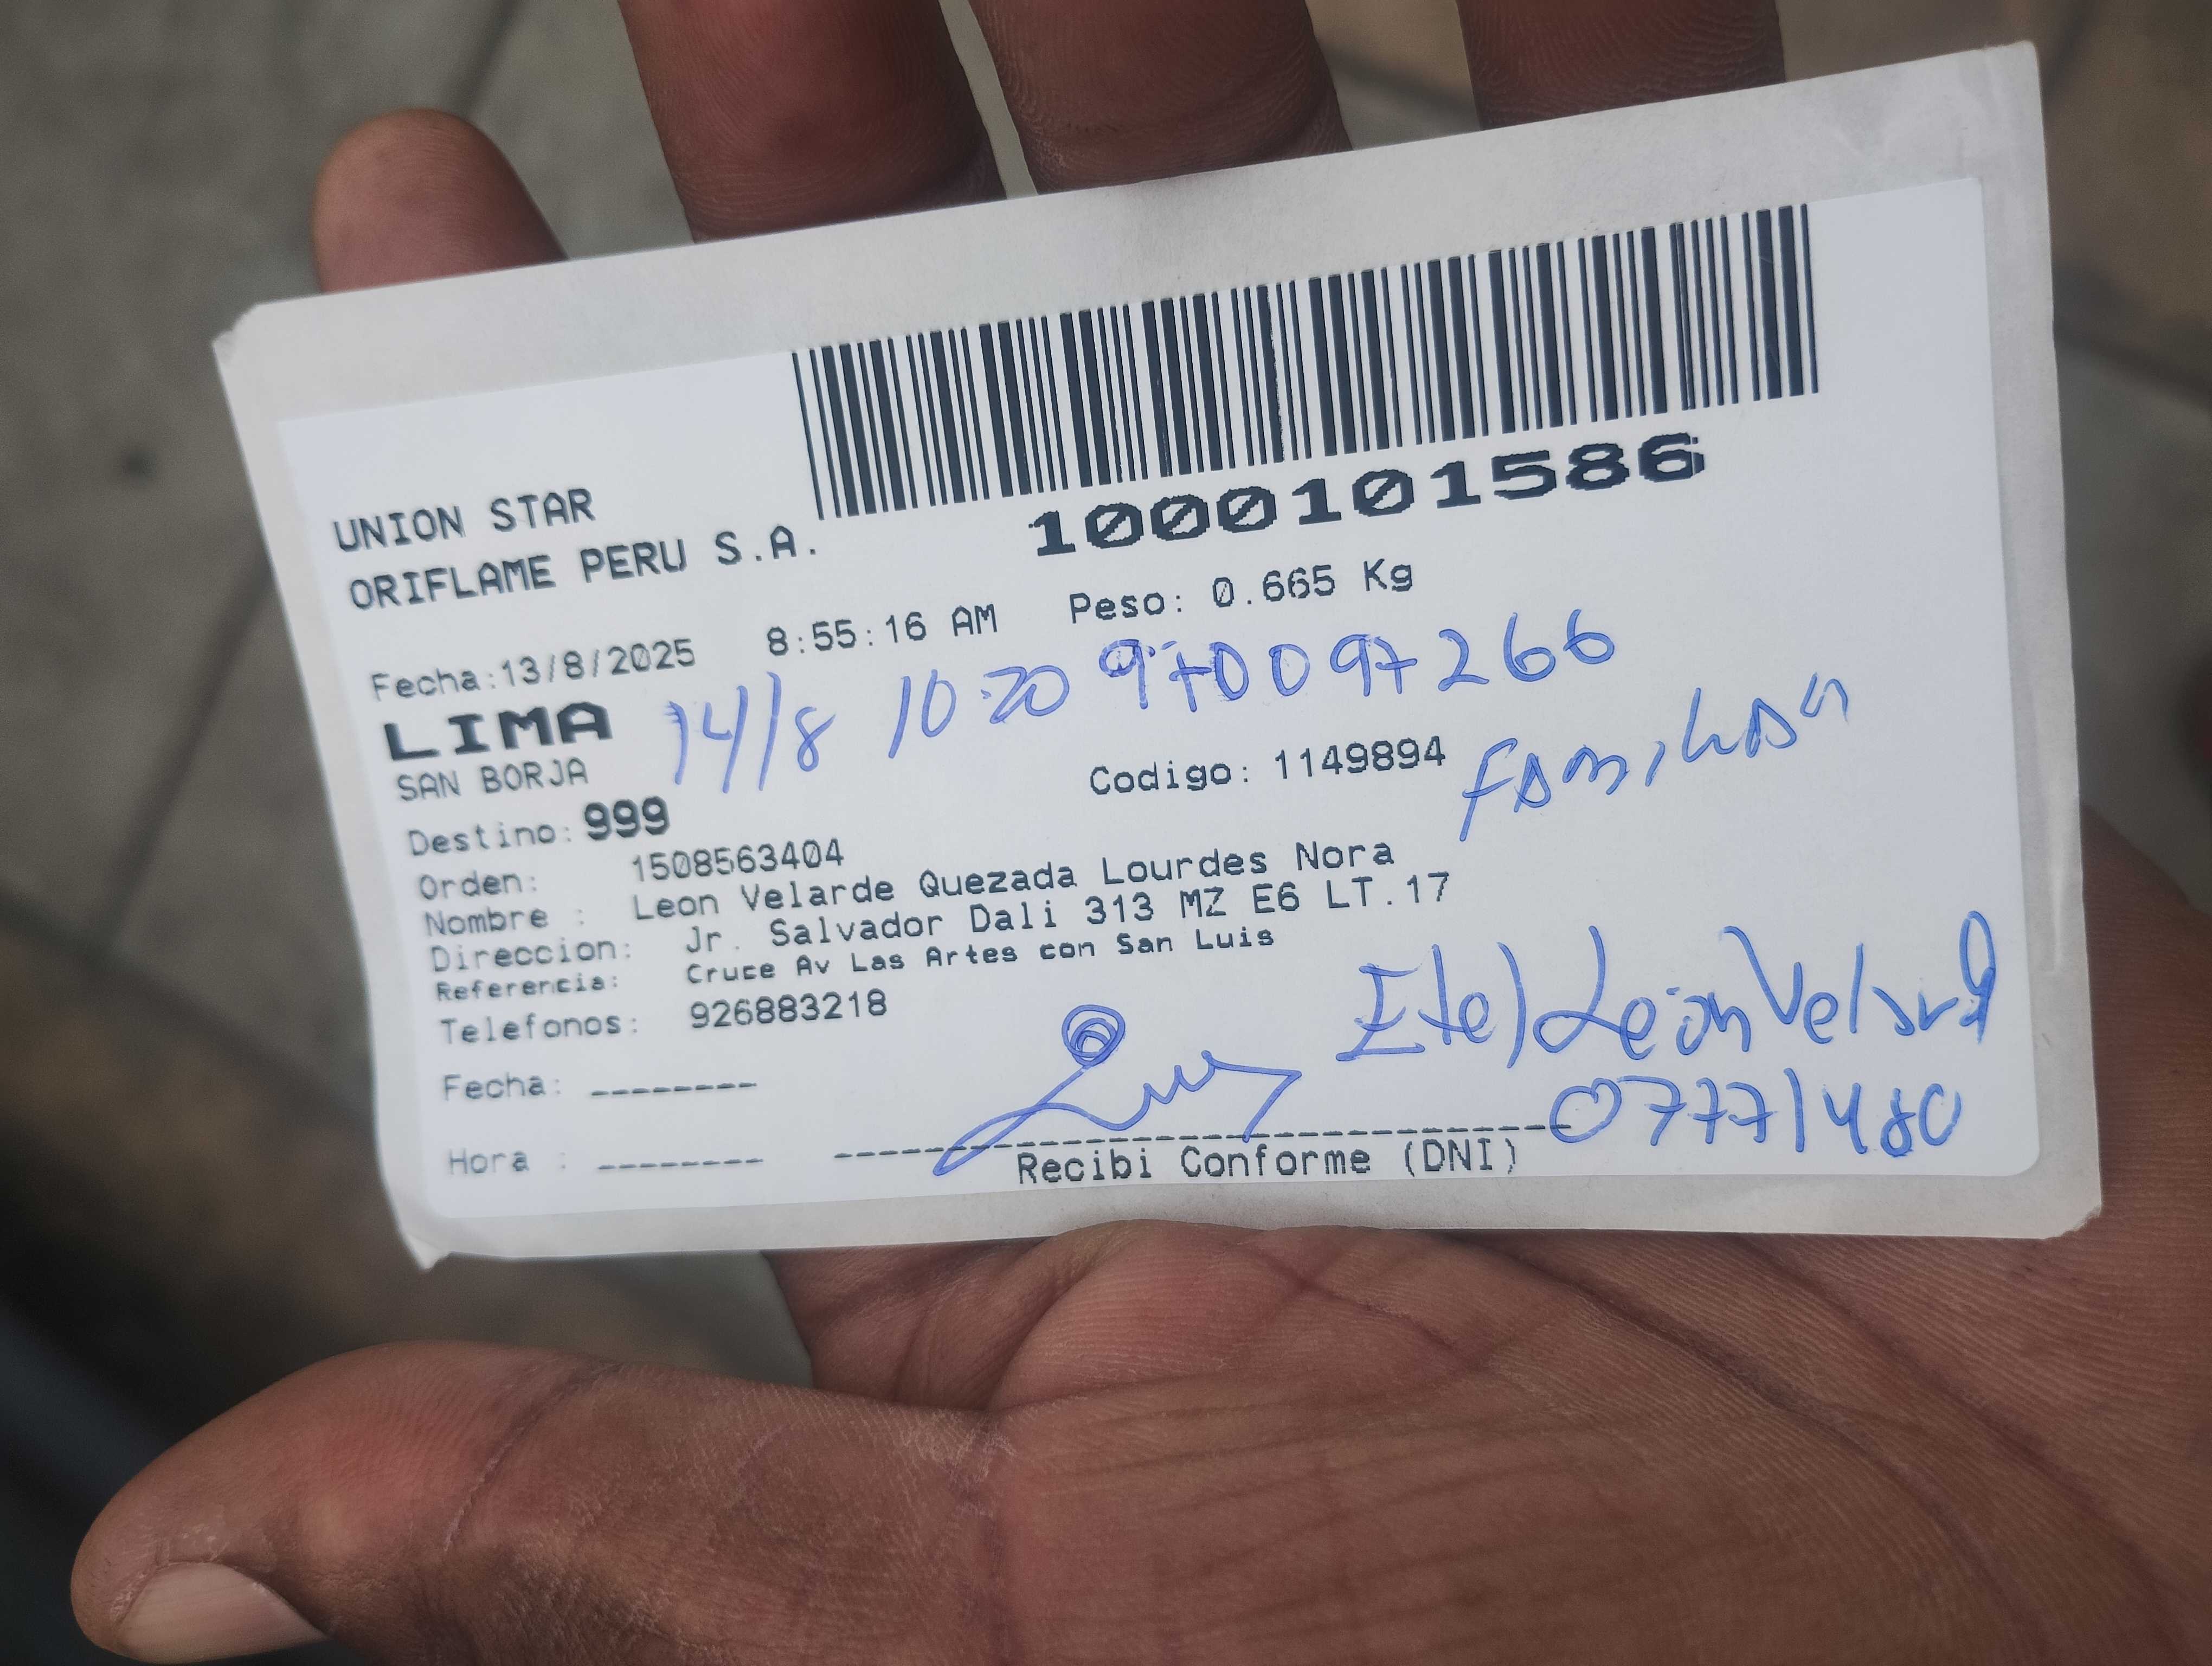 UNION STAR
ORIFLAME PERU S.A.
1000101586
Fecha:13/8/2025 8:55:16 AM Peso: 0.665 Kg
LIMA 14/8 10:20 970097266
SAN BORJA
Codigo: 1149894
Destino: 999
Orden: 1508563404
Nombre : Leon Velarde Quezada Lourdes Nora
Direccion: Jr. Salvador Dali 313 MZ E6 LT.17
Referencia: Cruce Av Las Artes con San Luis
Telefonos: 926883218
Etel Leon Velard
Fecha: --------
07771480
Hora : --------
Recibi Conforme (DNI)